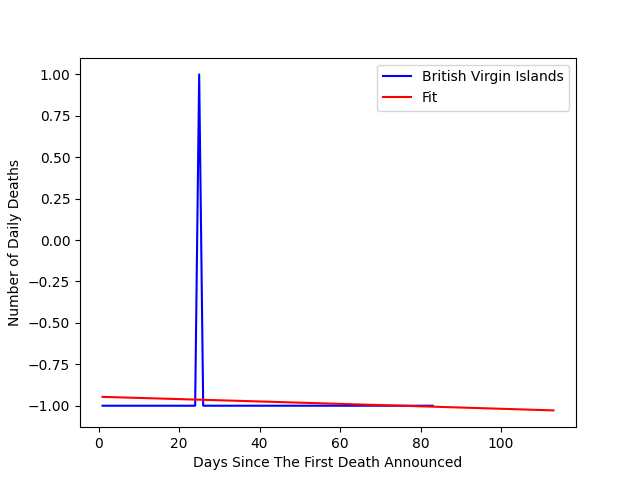 British Virgin Islands
Fit
1.00
0.75
0.50
0.25
0.00
−0.25
−0.50
−0.75
−1.00
Number of Daily Deaths
0 20 40 60 80 100
Days Since The First Death Announced